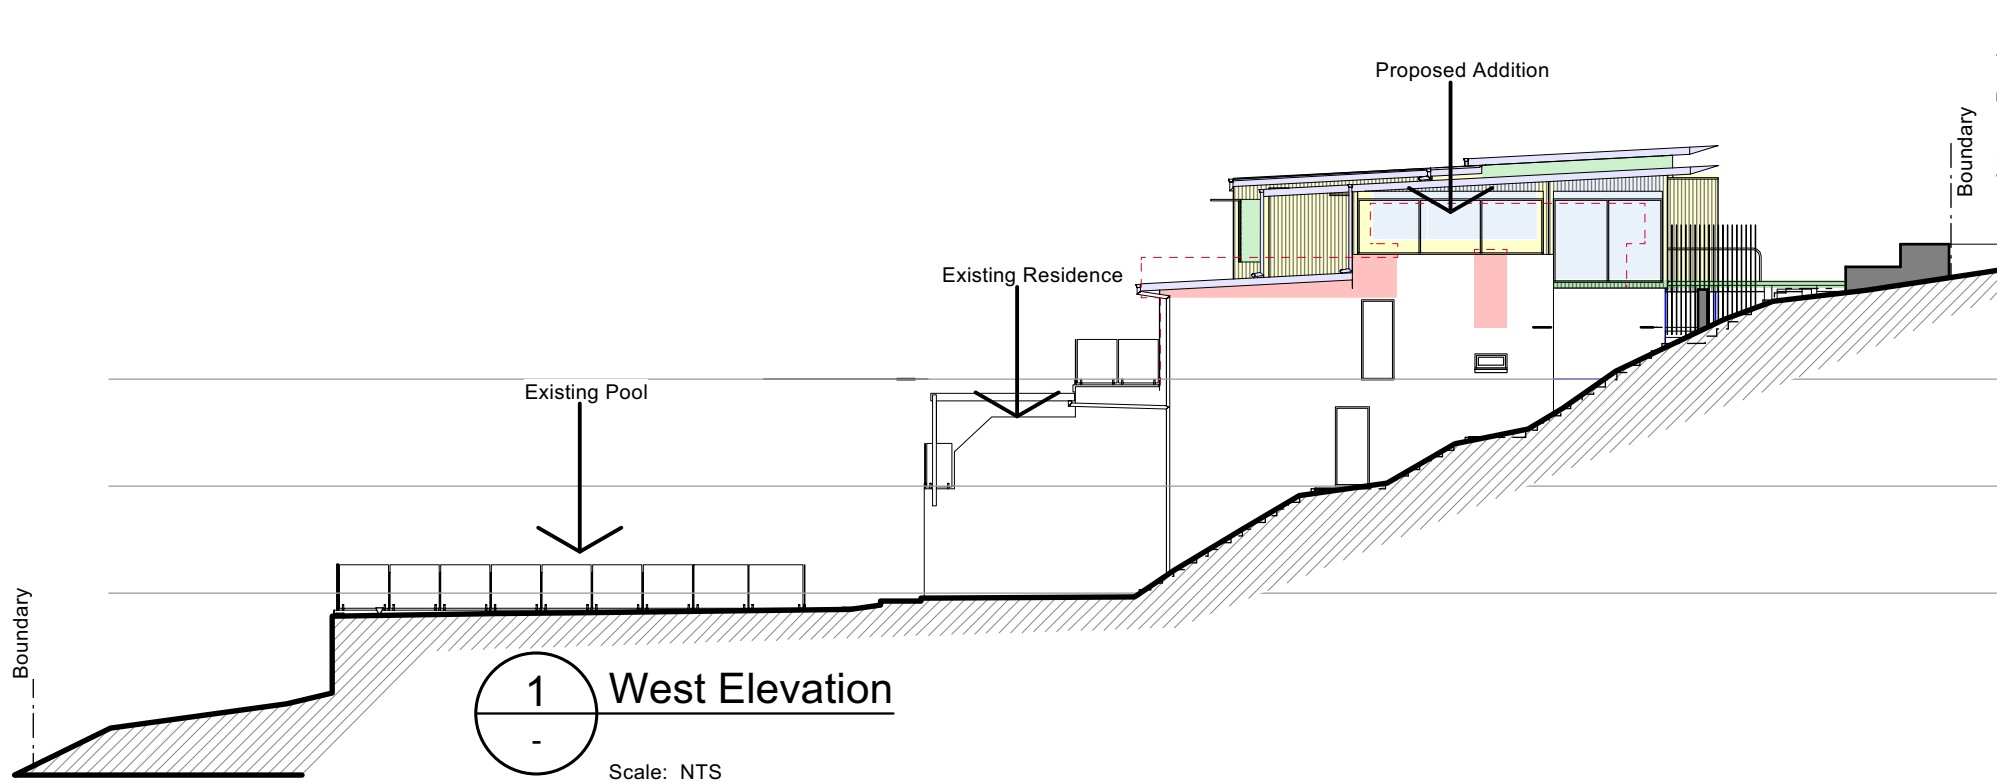 Proposed Addition
Boundary
Existing Residence
Existing Pool
Boundary
1
West Elevation
-
Scale: NTS